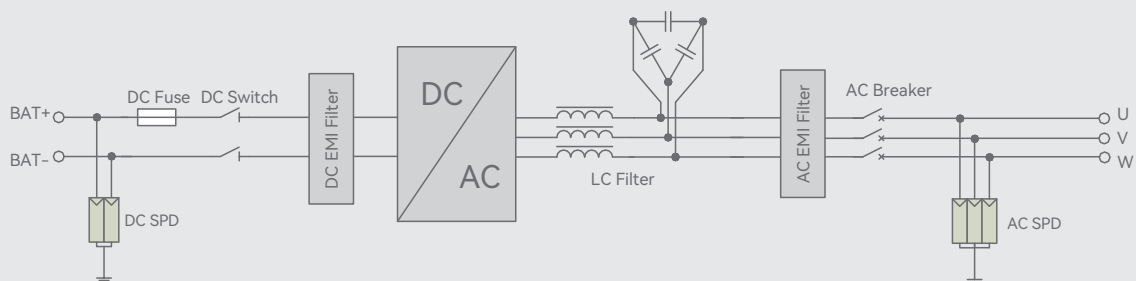 BAT+
DC Fuse
DC Switch
BAT-
DC SPD
DC EMI Filter
DC
AC
LC Filter
AC EMI Filter
AC Breaker
U
V
W
AC SPD